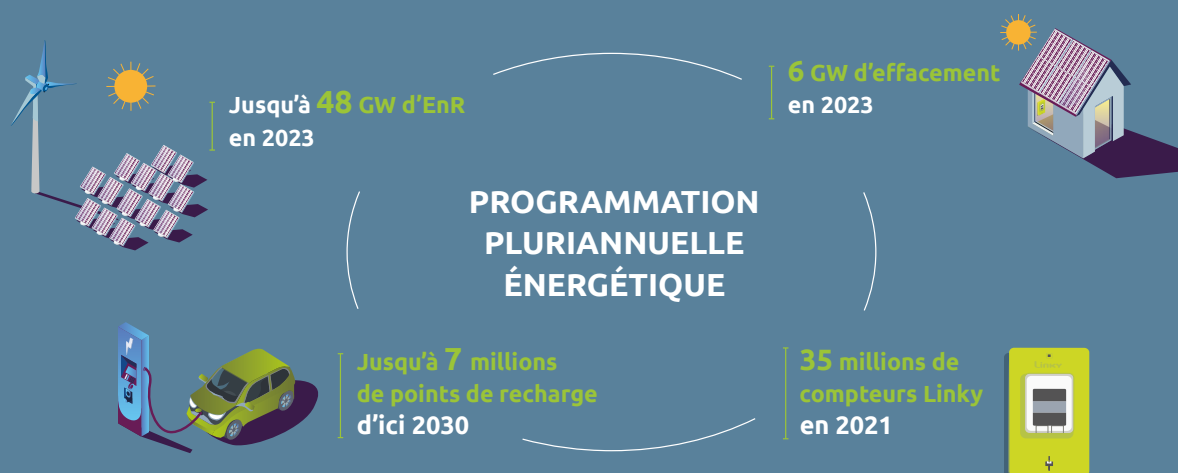 Jusqu’à 48 GW d’EnR
en 2023
6 GW d’effacement
en 2023
PROGRAMMATION
PLURIANNUELLE
ÉNERGÉTIQUE
Jusqu’à 7 millions
de points de recharge
d’ici 2030
35 millions de
compteurs Linky
en 2021
Linky